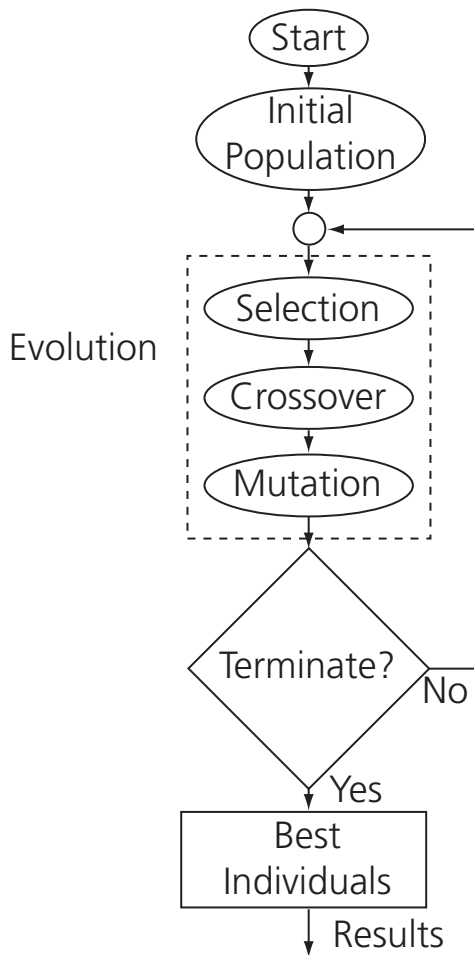 Start
Initial
Population
Selection
Evolution
Crossover
Mutation
Terminate?
No
Yes
Best
Individuals
Results